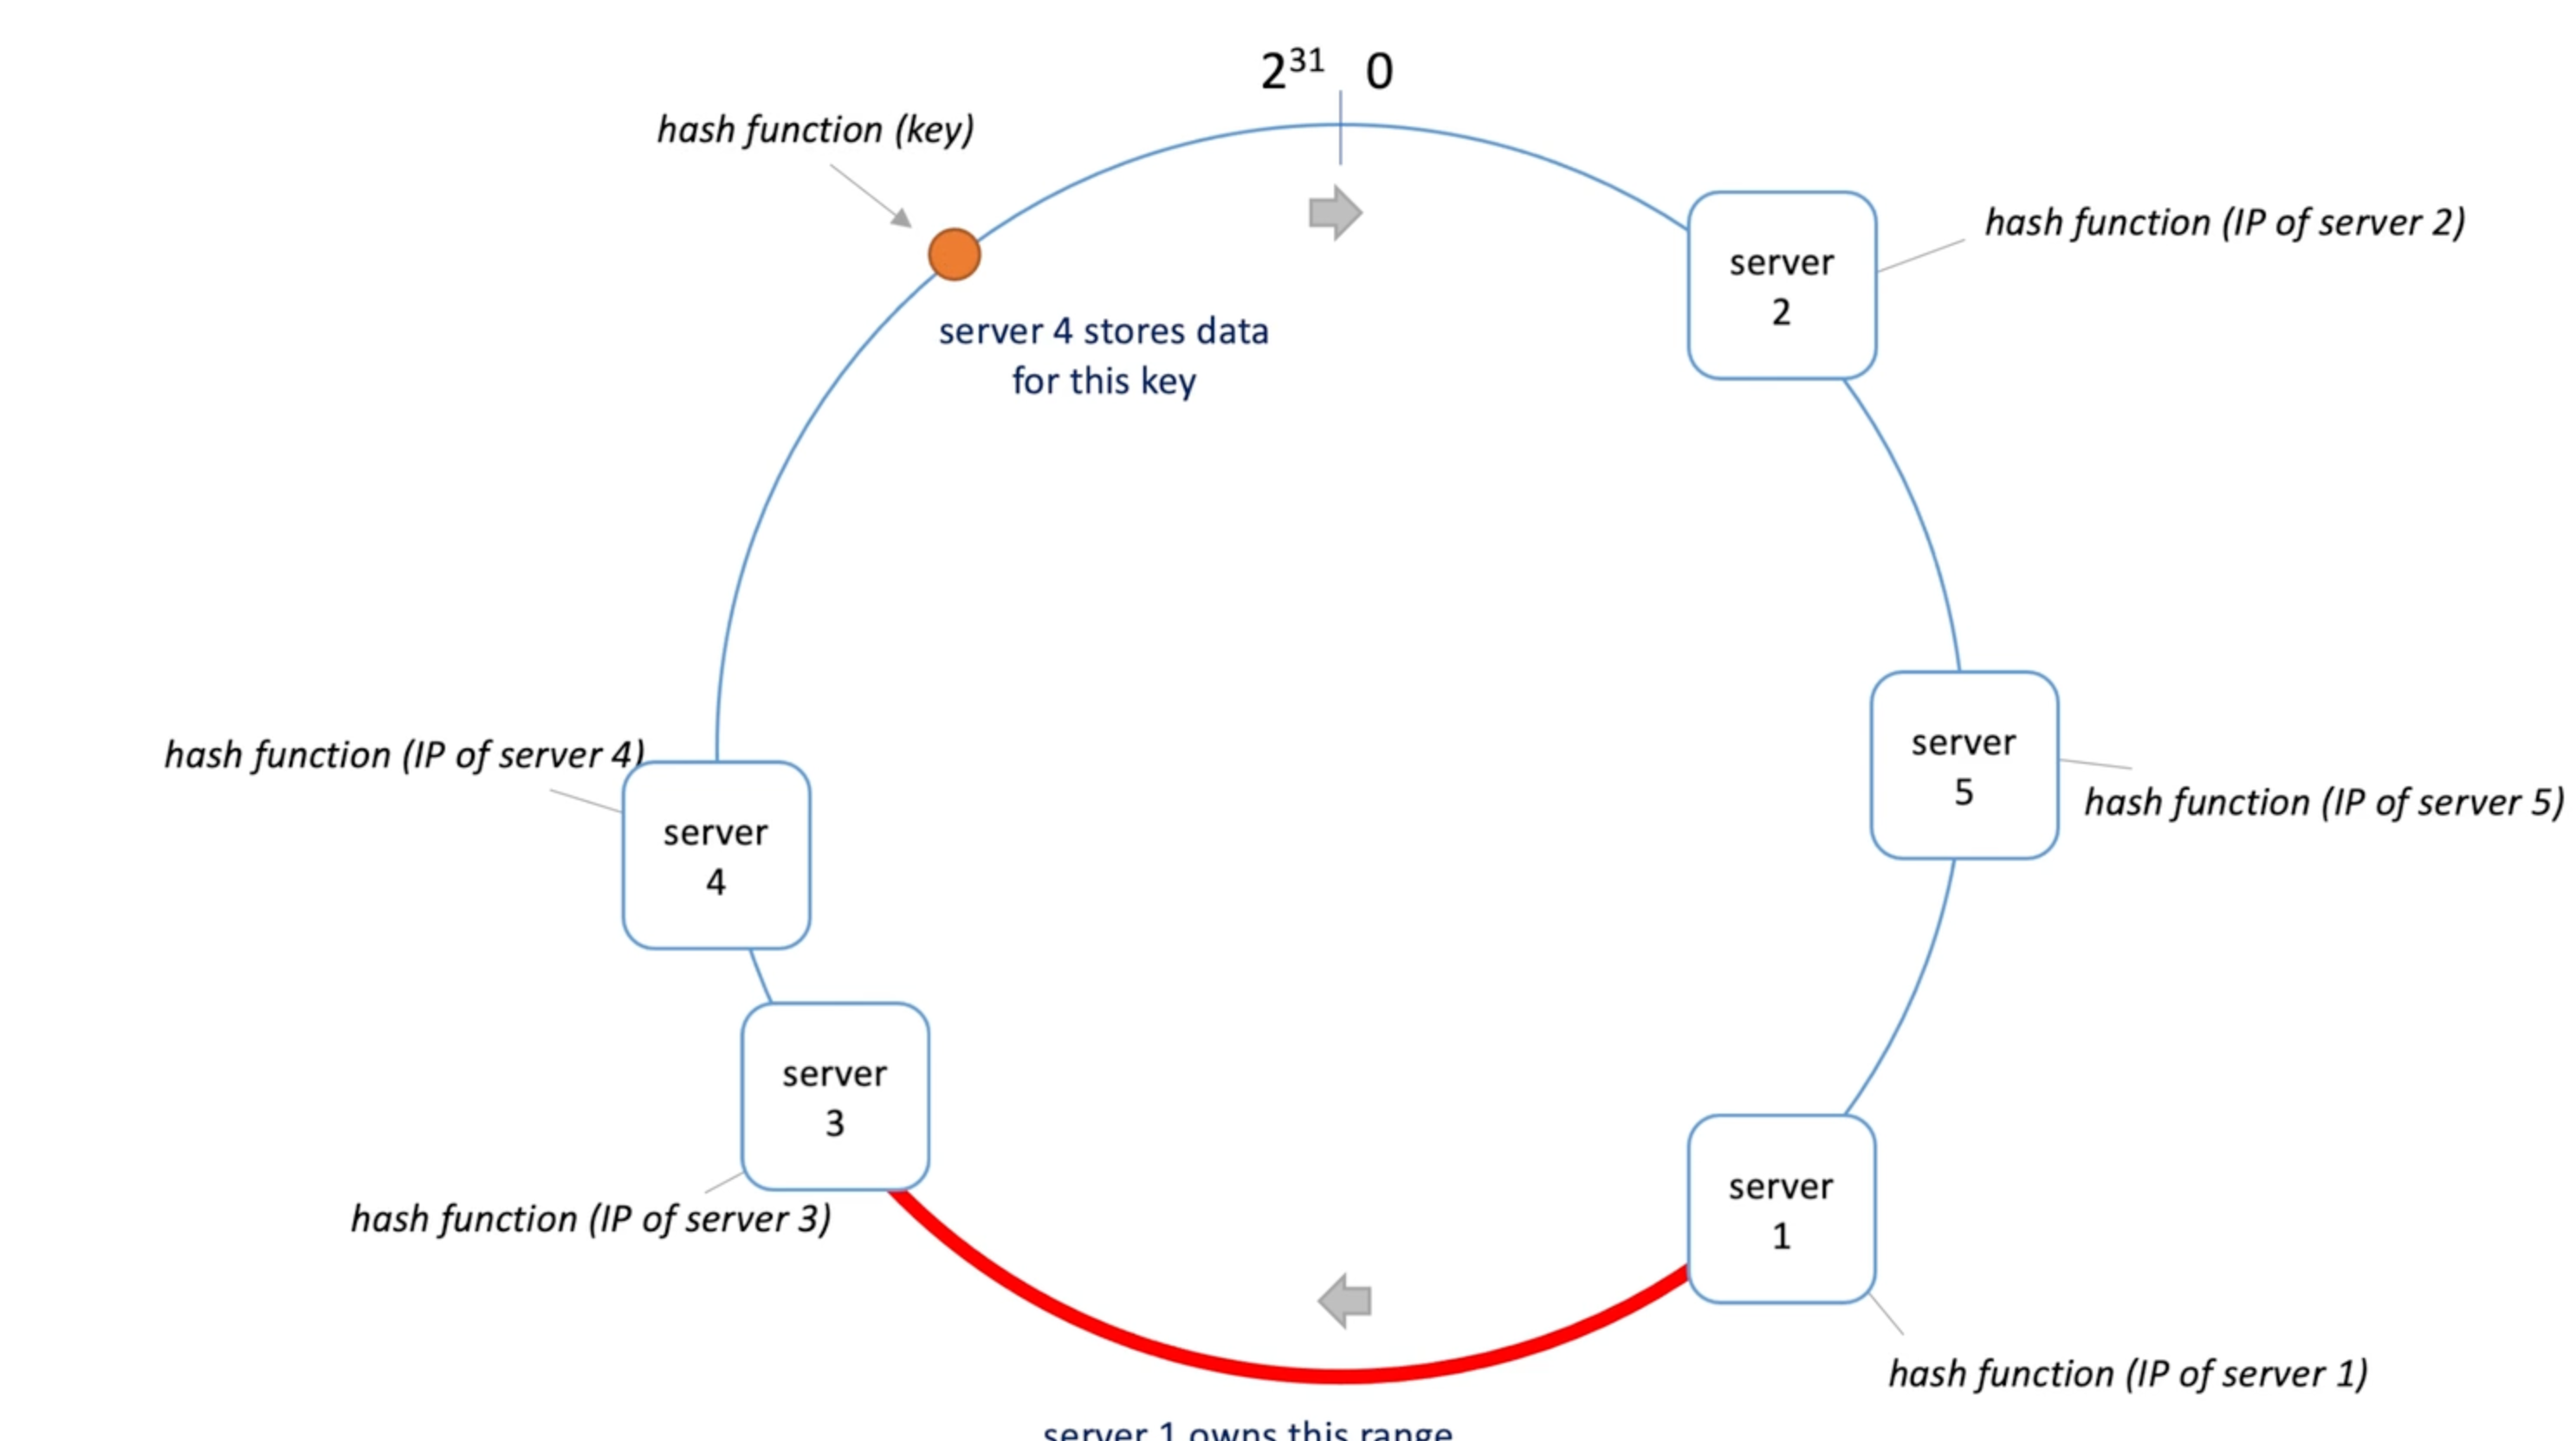 2³¹ 0
hash function (key)
hash function (IP of server 2)
server
2
server 4 stores data
for this key
hash function (IP of server 4)
server
4
server
5
hash function (IP of server 5)
server
3
hash function (IP of server 3)
server
1
hash function (IP of server 1)
server 1 owns this range